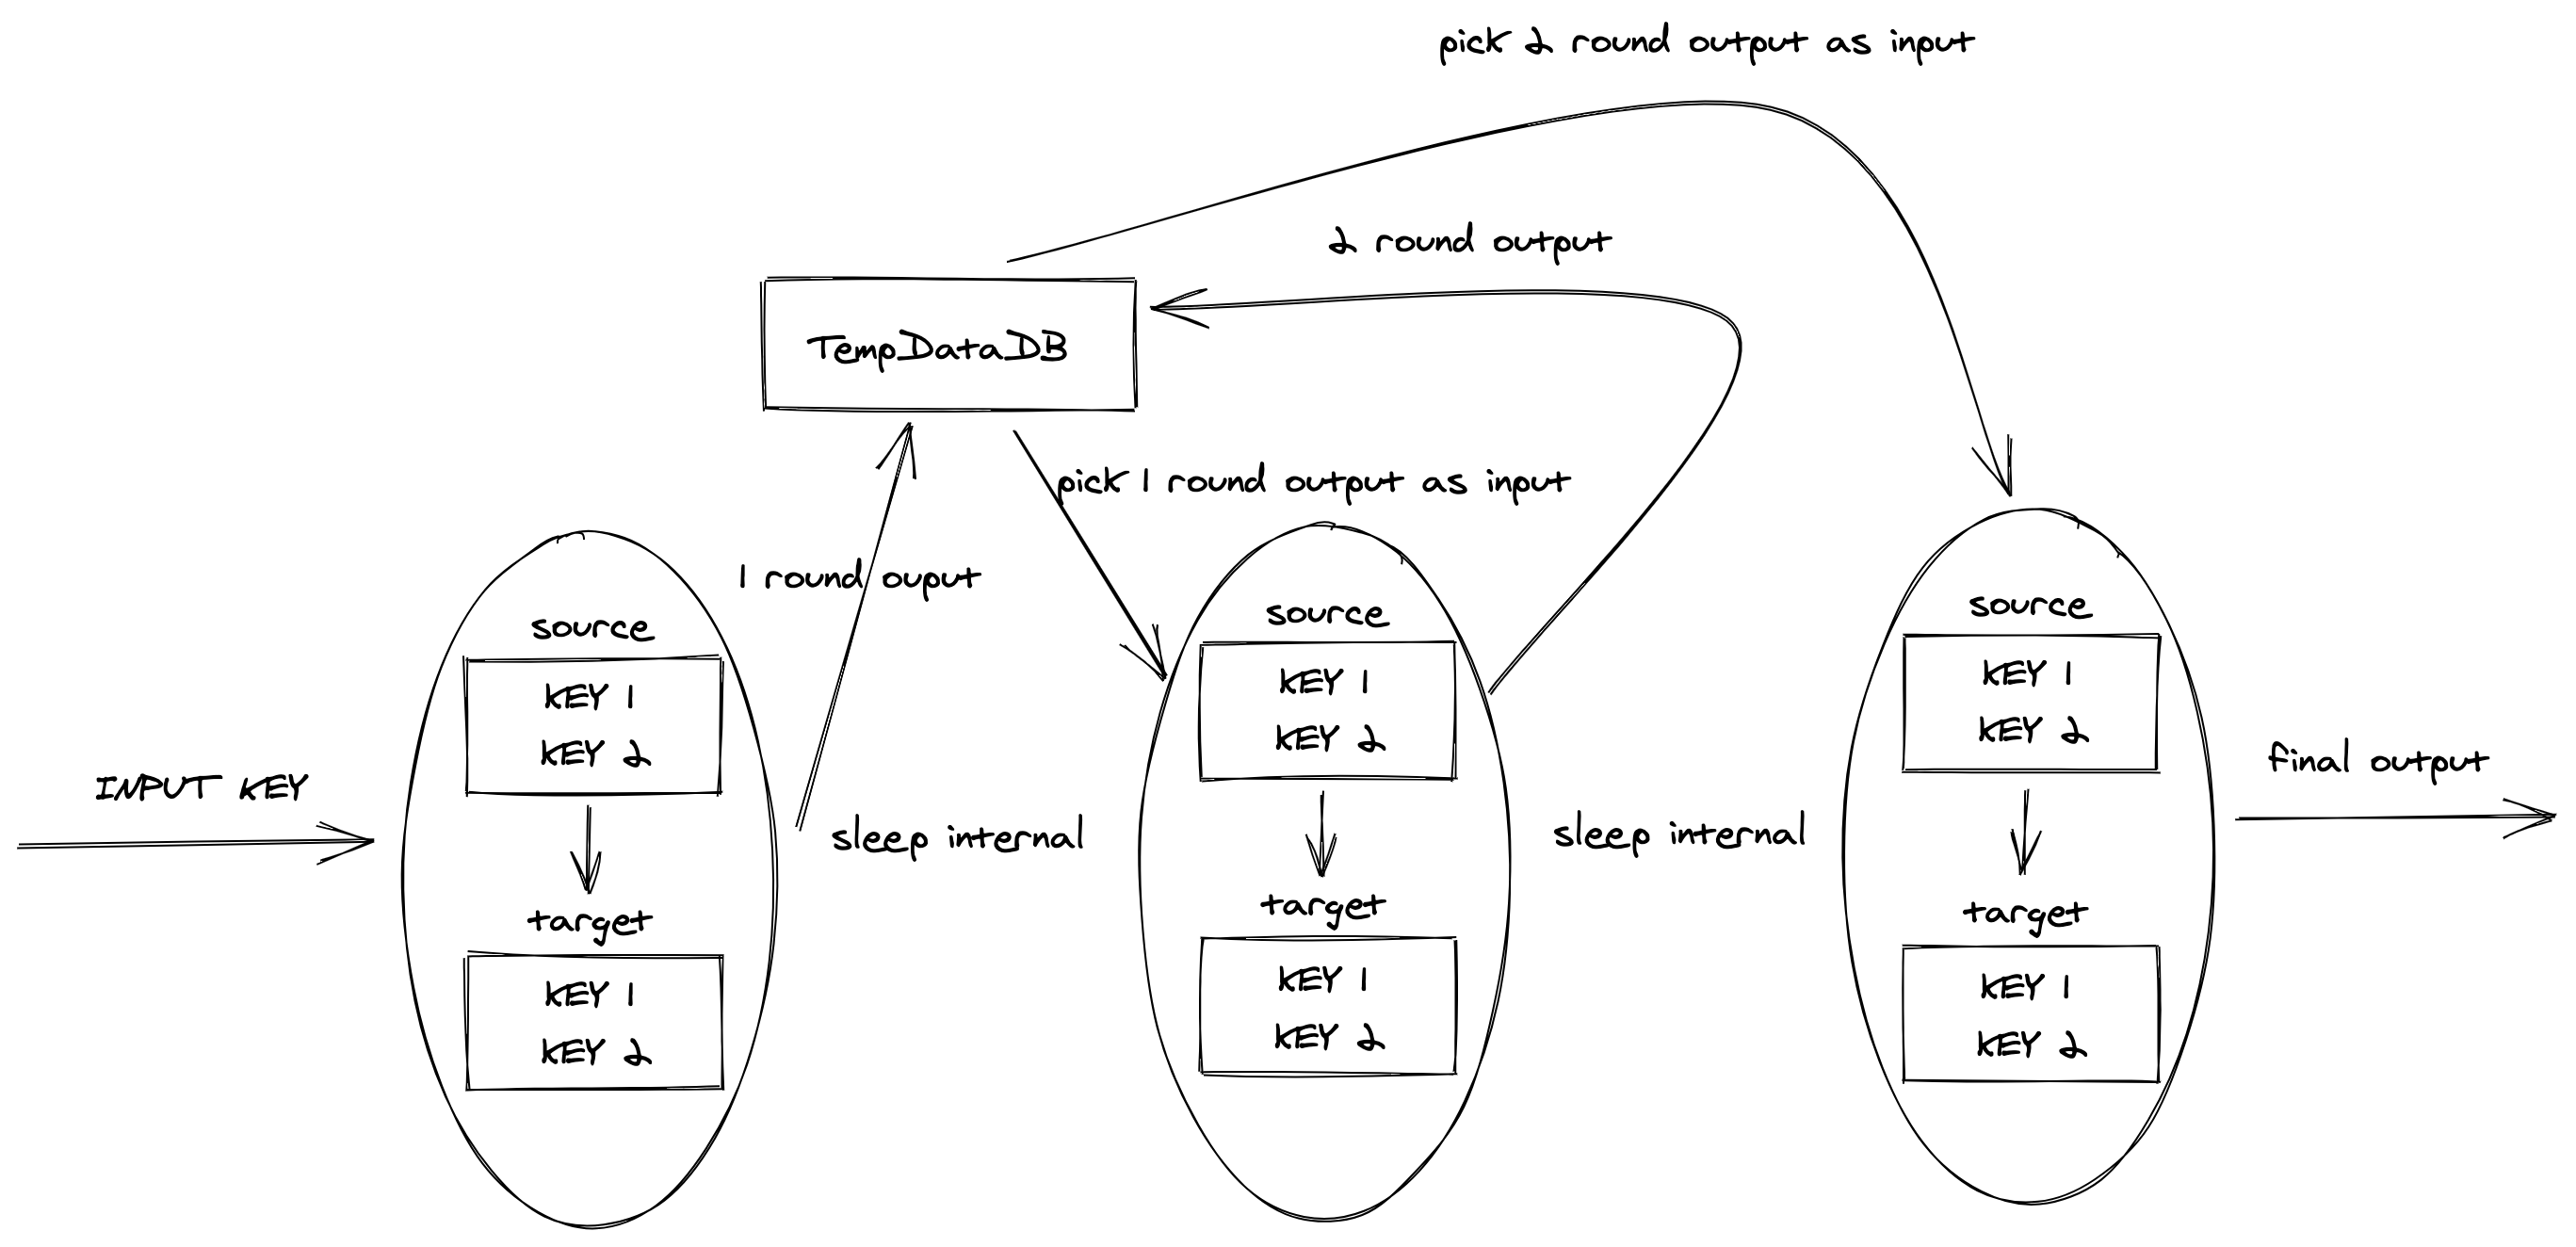 pick 2 round output as input
2 round output
TempDataDB
pick 1 round output as input
1 round ouput
source
KEY 1
KEY 2
target
KEY 1
KEY 2
source
KEY 1
KEY 2
target
KEY 1
KEY 2
source
KEY 1
KEY 2
target
KEY 1
KEY 2
INPUT KEY
sleep internal
sleep internal
final output